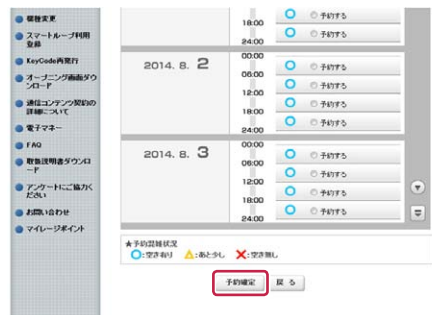 機種変更
スマートループ利用
登録
KeyCode再発行
オープニング画面ダウ
ンロード
通信コンテンツ契約の
詳細について
電子マネー
FAQ
取扱説明書ダウンロ
ード
アンケートにご協力く
ださい
お問い合わせ
マイレージポイント
18:00
予約する
24:00
予約する
2014. 8. 2
00:00
予約する
06:00
予約する
12:00
予約する
18:00
予約する
24:00
2014. 8. 3
00:00
予約する
06:00
予約する
12:00
予約する
18:00
予約する
24:00
★予約混雑状況
○:空き有り △:あと少し ×:空き無し
予約確定 戻る